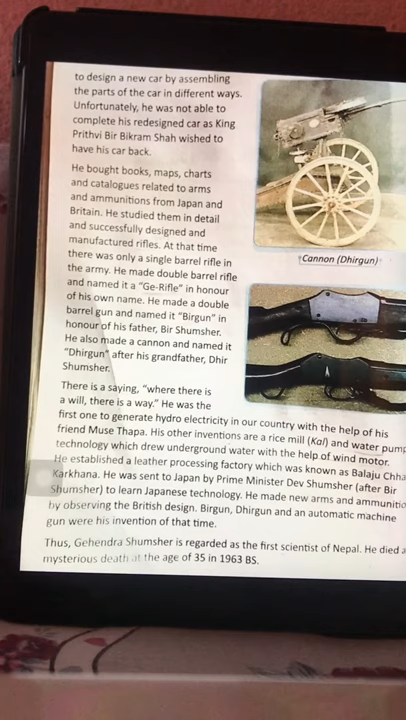 to design a new car by assembling
the parts of the car in different ways.
Unfortunately, he was not able to
complete his redesigned car as King
Prithvi Bir Bikram Shah wished to
have his car back.
He bought books, maps, charts
and catalogues related to arms
and ammunitions from Japan and
Britain. He studied them in detail
and successfully designed and
manufactured rifles. At that time
there was only a single barrel rifle in
the army. He made double barrel rifle
and named it a "Ge-Rifle" in honour
of his own name. He made a double
barrel gun and named it "Birgun" in
honour of his father, Bir Shumsher.
He also made a cannon and named it
"Dhirgun" after his grandfather, Dhir
Shumsher.
Cannon (Dhirgun)
There is a saying, "where there is
a will, there is a way." He was the
first one to generate hydro electricity in our country with the help of his
friend Muse Thapa. His other inventions are a rice mill (Kal) and water pump
technology which drew underground water with the help of wind motor.
He established a leather processing factory which was known as Balaju Chha
Karkhana. He was sent to Japan by Prime Minister Dev Shumsher (after Bir
Shumsher) to learn Japanese technology. He made new arms and ammunitio
by observing the British design. Birgun, Dhirgun and an automatic machine
gun were his invention of that time.
Thus, Gehendra Shumsher is regarded as the first scientist of Nepal. He died a
mysterious death at the age of 35 in 1963 BS.